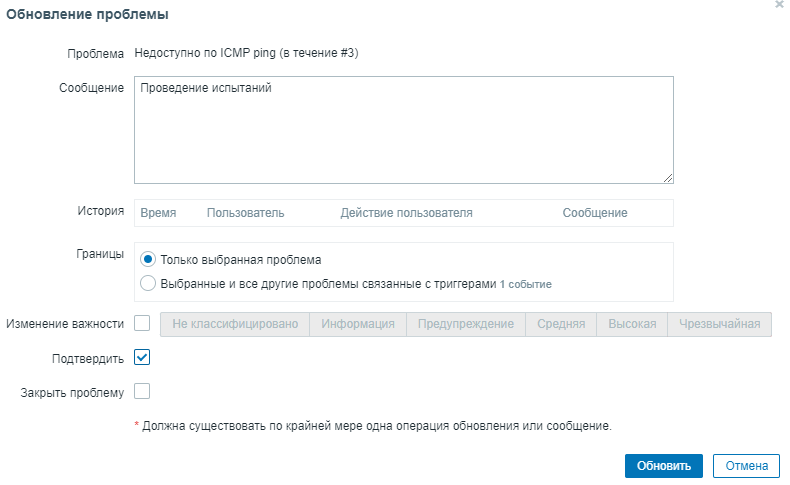 Обновление проблемы
Проблема Недоступно по ICMP ping (в течение #3)
Сообщение Проведение испытаний
История Время Пользователь Действие пользователя Сообщение
Границы Только выбранная проблема
Выбранные и все другие проблемы связанные с триггерами 1 событие
Изменение важности Не классифицировано Информация Предупреждение Средняя Высокая Чрезвычайная
Подтвердить
Закрыть проблему
* Должна существовать по крайней мере одна операция обновления или сообщение.
Обновить Отмена